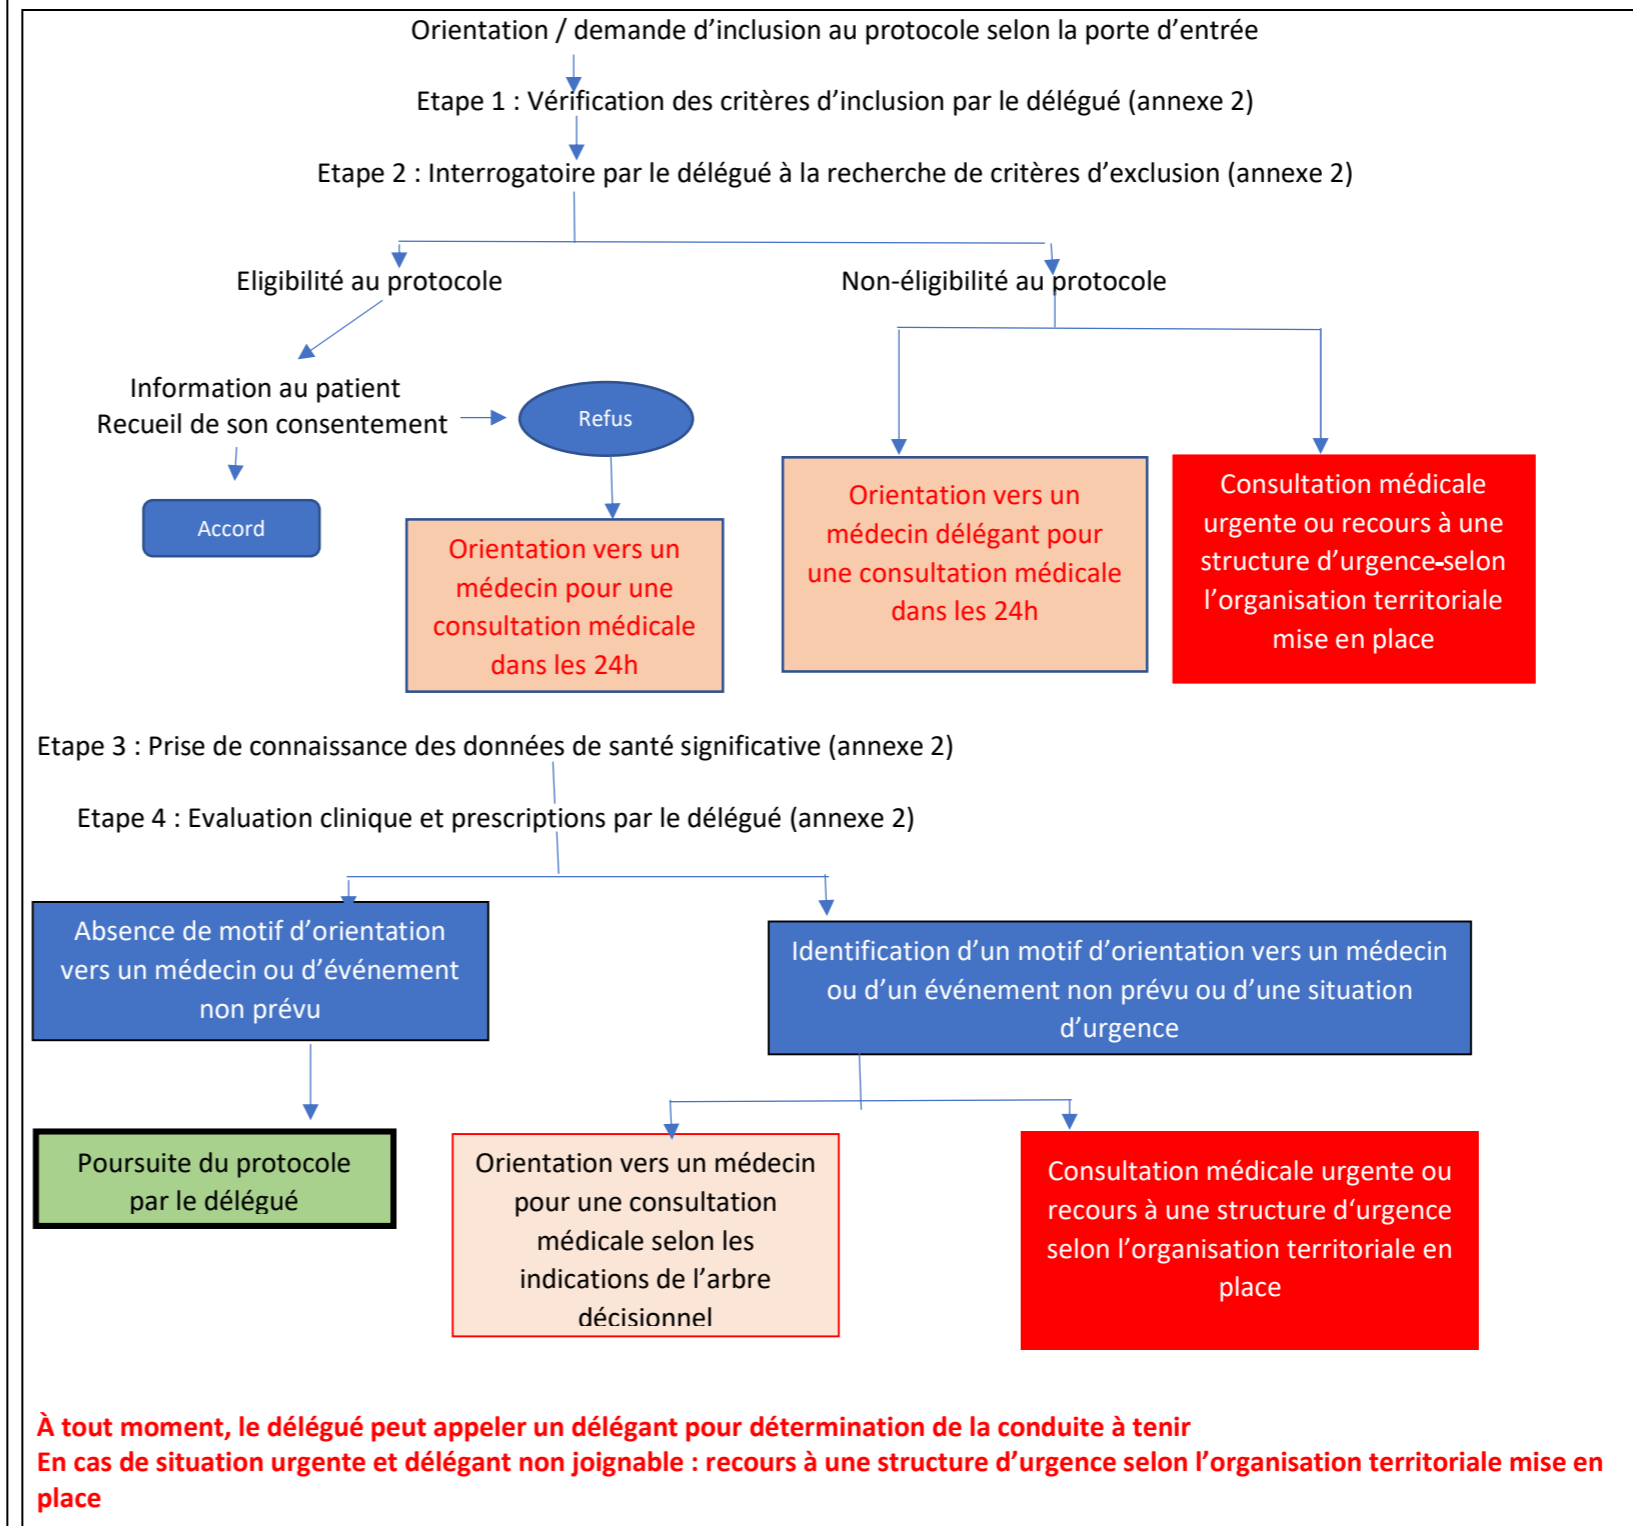 Orientation / demande d’inclusion au protocole selon la porte d’entrée
Etape 1 : Vérification des critères d’inclusion par le délégué (annexe 2)
Etape 2 : Interrogatoire par le délégué à la recherche de critères d’exclusion (annexe 2)
Eligibilité au protocole
Non-éligibilité au protocole
Information au patient
Recueil de son consentement
Refus
Accord
Orientation vers un
médecin pour une
consultation médicale
dans les 24h
Orientation vers un
médecin délégant pour
une consultation médicale
dans les 24h
Consultation médicale
urgente ou recours à une
structure d’urgence-selon
l’organisation territoriale
mise en place
Etape 3 : Prise de connaissance des données de santé significative (annexe 2)
Etape 4 : Evaluation clinique et prescriptions par le délégué (annexe 2)
Absence de motif d’orientation
vers un médecin ou d’événement
non prévu
Identification d’un motif d’orientation vers un médecin
ou d’un événement non prévu ou d’une situation
d’urgence
Poursuite du protocole
par le délégué
Orientation vers un médecin
pour une consultation
médicale selon les
indications de l’arbre
décisionnel
Consultation médicale urgente ou
recours à une structure d‘urgence
selon l’organisation territoriale en
place
À tout moment, le délégué peut appeler un délégant pour détermination de la conduite à tenir
En cas de situation urgente et délégant non joignable : recours à une structure d’urgence selon l’organisation territoriale mise en
place